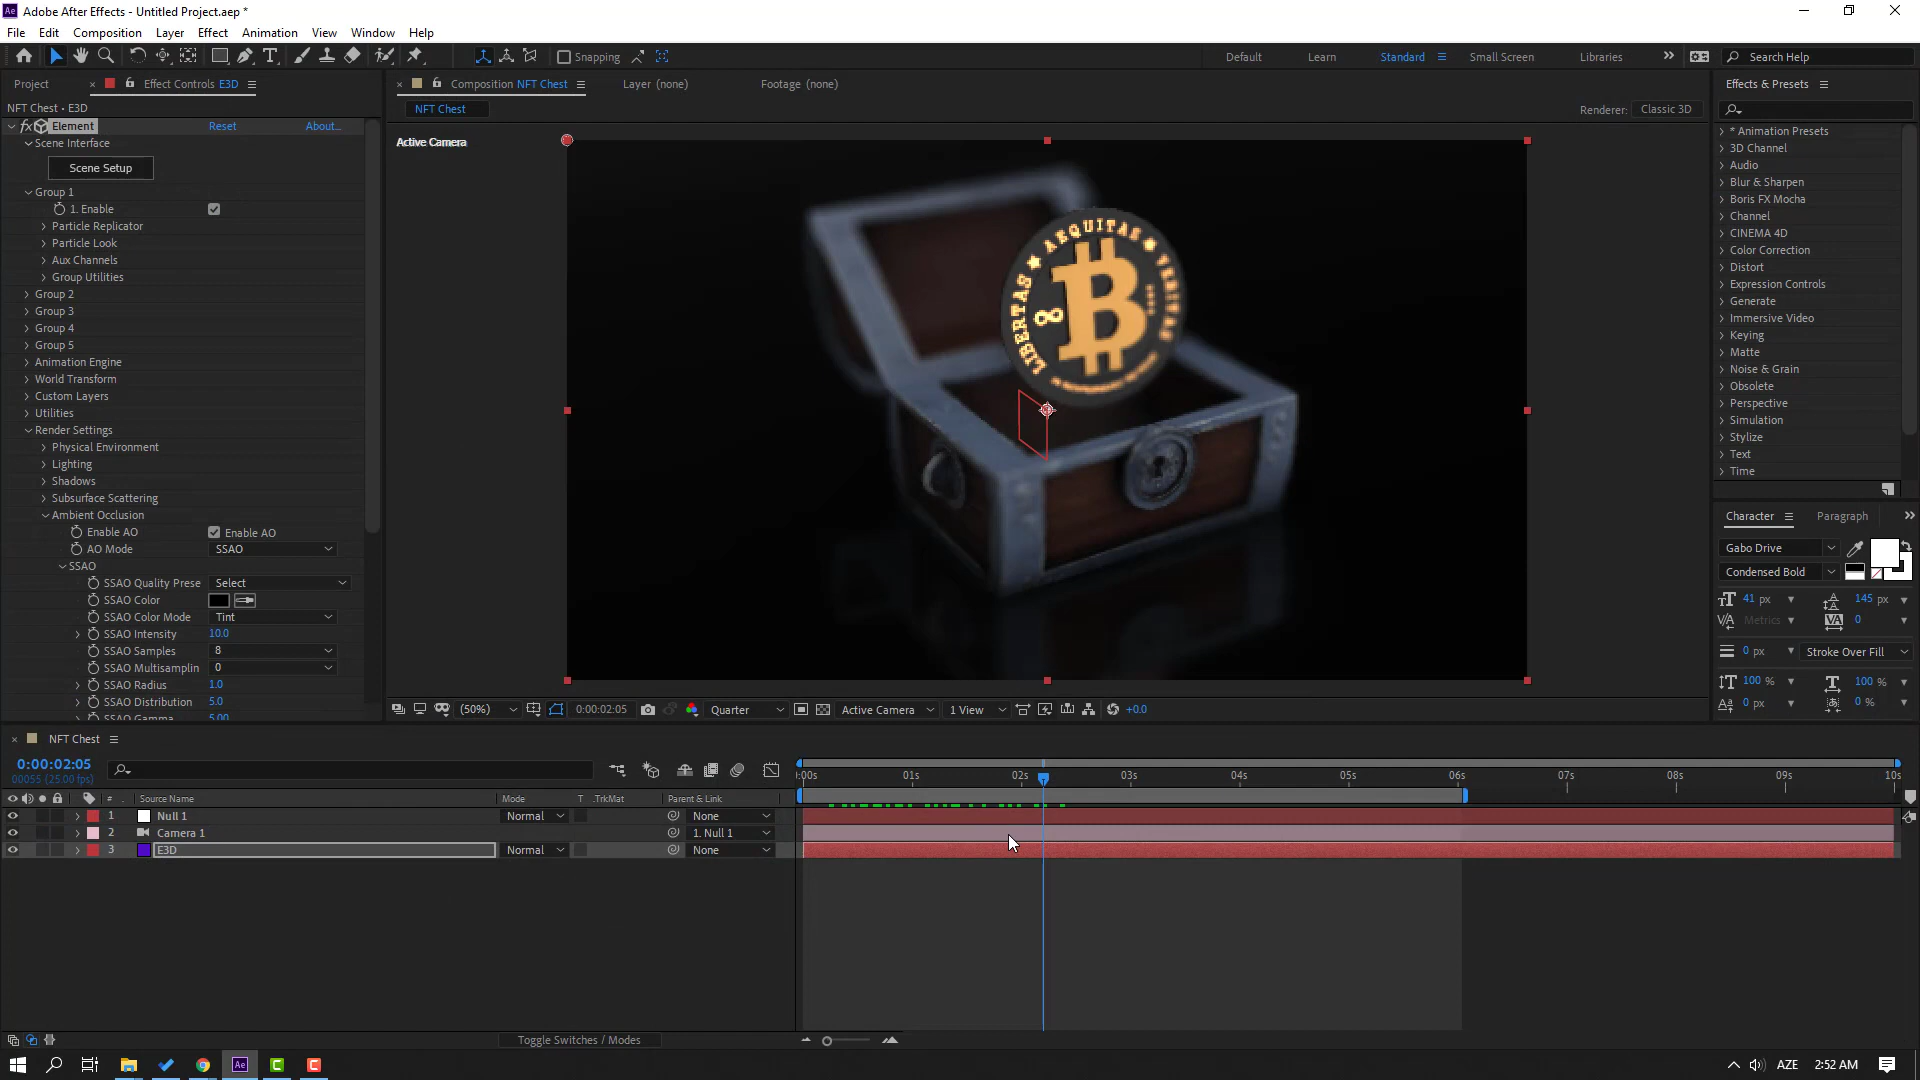 Adobe After Effects - Untitled Project.aep *
File Edit Composition Layer Effect Animation View Window Help
Snapping Default Learn Standard Small Screen Libraries Search Help
Project Effect Controls E3D Composition NFT Chest Layer (none) Footage (none) Effects & Presets
NFT Chest • E3D NFT Chest Renderer: Classic 3D
Element Reset About...
Active Camera
Scene Interface
Scene Setup
Group 1
1. Enable
Particle Replicator
Particle Look
Aux Channels
Group Utilities
Group 2
Group 3
Group 4
Group 5
Animation Engine
World Transform
Custom Layers
Utilities
Render Settings
Physical Environment
Lighting
Shadows
Subsurface Scattering
Ambient Occlusion
Enable AO Enable AO
AO Mode SSAO
SSAO
SSAO Quality Prese Select
SSAO Color
SSAO Color Mode Tint
SSAO Intensity 10.0
SSAO Samples 8
SSAO Multisamplin 0
SSAO Radius 1.0
SSAO Distribution 5.0
SSAO Gamma 5.00
LIBERTAS AEQUITAS VERITAS
B
* Animation Presets
3D Channel
Audio
Blur & Sharpen
Boris FX Mocha
Channel
CINEMA 4D
Color Correction
Distort
Expression Controls
Generate
Immersive Video
Keying
Matte
Noise & Grain
Obsolete
Perspective
Simulation
Stylize
Text
Time
Character Paragraph
Gabo Drive
Condensed Bold
41 px 145 px
Metrics 0
0 px Stroke Over Fill
100 % 100 %
0 px 0 %
(50%) 0:00:02:05 Quarter Active Camera 1 View +0.0
NFT Chest
0:00:02:05
00055 (25.00 fps)
:00s 01s 02s 03s 04s 05s 06s 07s 08s 09s 10s
# Source Name Mode T .TrkMat Parent & Link
1 Null 1 Normal None
2 Camera 1 1. Null 1
3 E3D Normal None
Toggle Switches / Modes
Ae AZE 2:52 AM